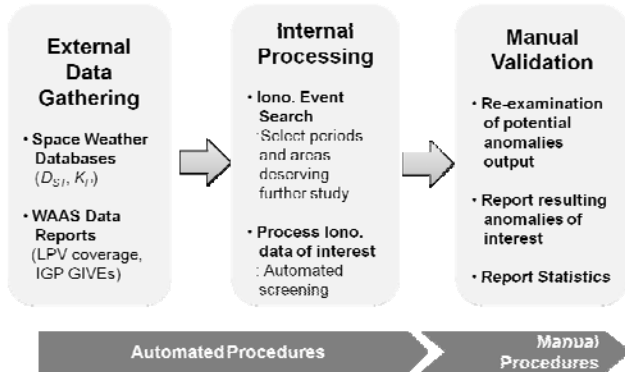 External
Data
Gathering
• Space Weather
Databases
• WAAS Data
Reports
(LPV coverage,
IGP GIVEs)
Internal
Processing
• Iono. Event
Search
:Select periods
and areas
deserving
further study
• Process Iono.
data of interest
: Automated
screening
Manual
Validation
• Re-examination
of potential
anomalies
output
• Report resulting
anomalies of
interest
• Report Statistics
Automated Procedures
Manual
Procedures